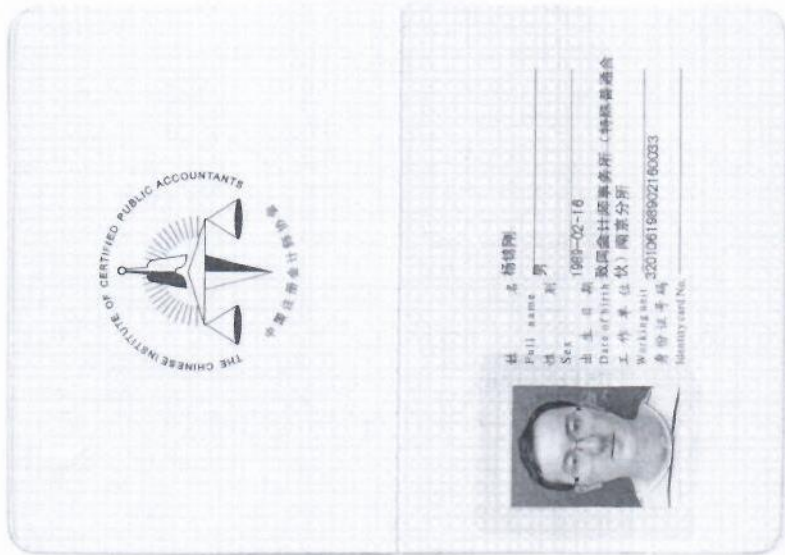 THE CHINESE INSTITUTE OF CERTIFIED PUBLIC ACCOUNTANTS
中国注册会计师协会
姓 名
Full name
性 别 男
Sex
出生日期 1989-02-16
Date of birth 致同会计师事务所（特殊普通合
工作单位 伙）南京分所
Working unit
身份证号码 320106198902160033
Identity card No.